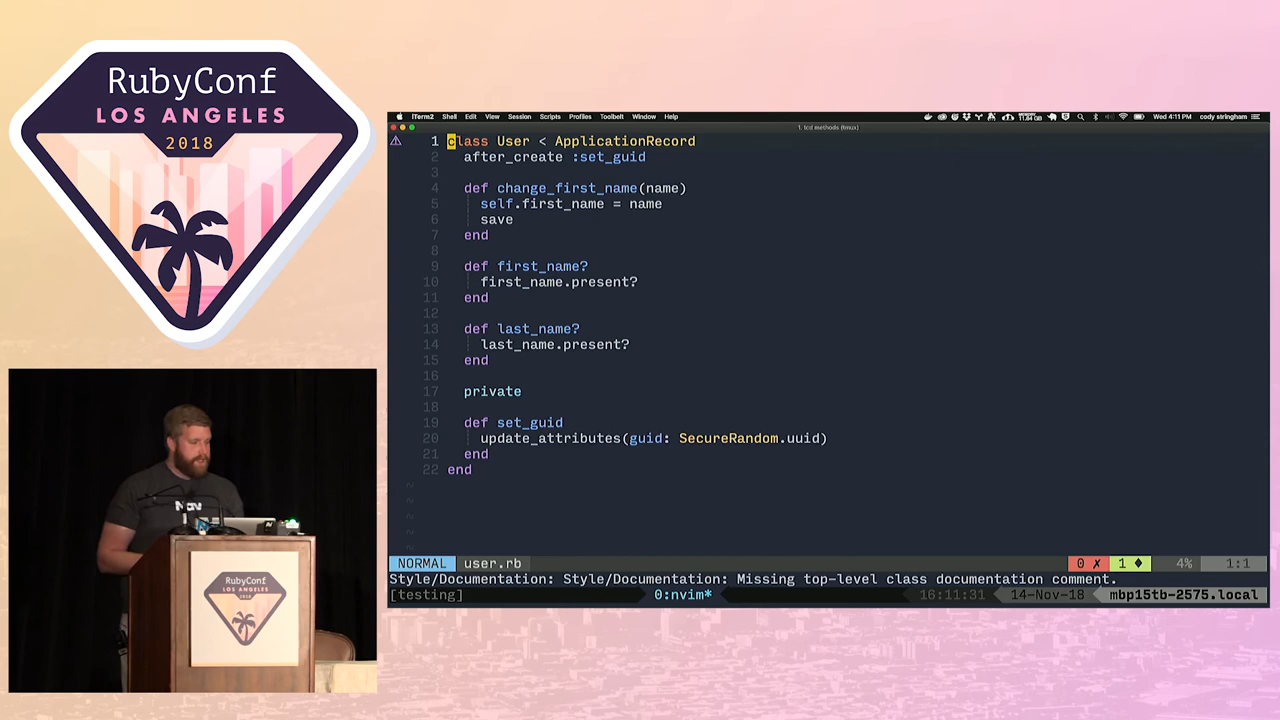 RubyConf
LOS ANGELES
2018
iTerm2 Shell Edit View Session Scripts Profiles Toolbelt Window Help
Wed 4:11 PM cody stringham
1. tcd methods (tmux)
1 class User < ApplicationRecord
2 after_create :set_guid
3
4 def change_first_name(name)
5 self.first_name = name
6 save
7 end
8
9 def first_name?
10 first_name.present?
11 end
12
13 def last_name?
14 last_name.present?
15 end
16
17 private
18
19 def set_guid
20 update_attributes(guid: SecureRandom.uuid)
21 end
22 end
~
~
~
~
NORMAL user.rb 0 ✗ 1 ♦ 4% 1:1
Style/Documentation: Style/Documentation: Missing top-level class documentation comment.
[testing] 0:nvim* 16:11:31 14-Nov-18 mbp15tb-2575.local
RubyConf
LOS ANGELES
2018